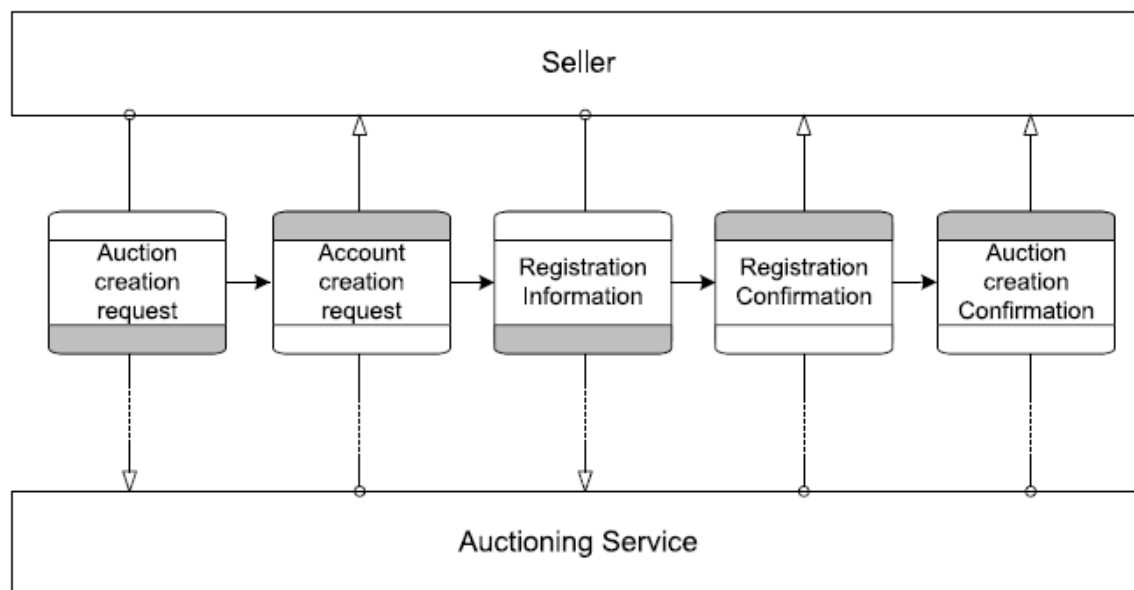 Seller
Auction
creation
request
Account
creation
request
Registration
Information
Registration
Confirmation
Auction
creation
Confirmation
Auctioning Service